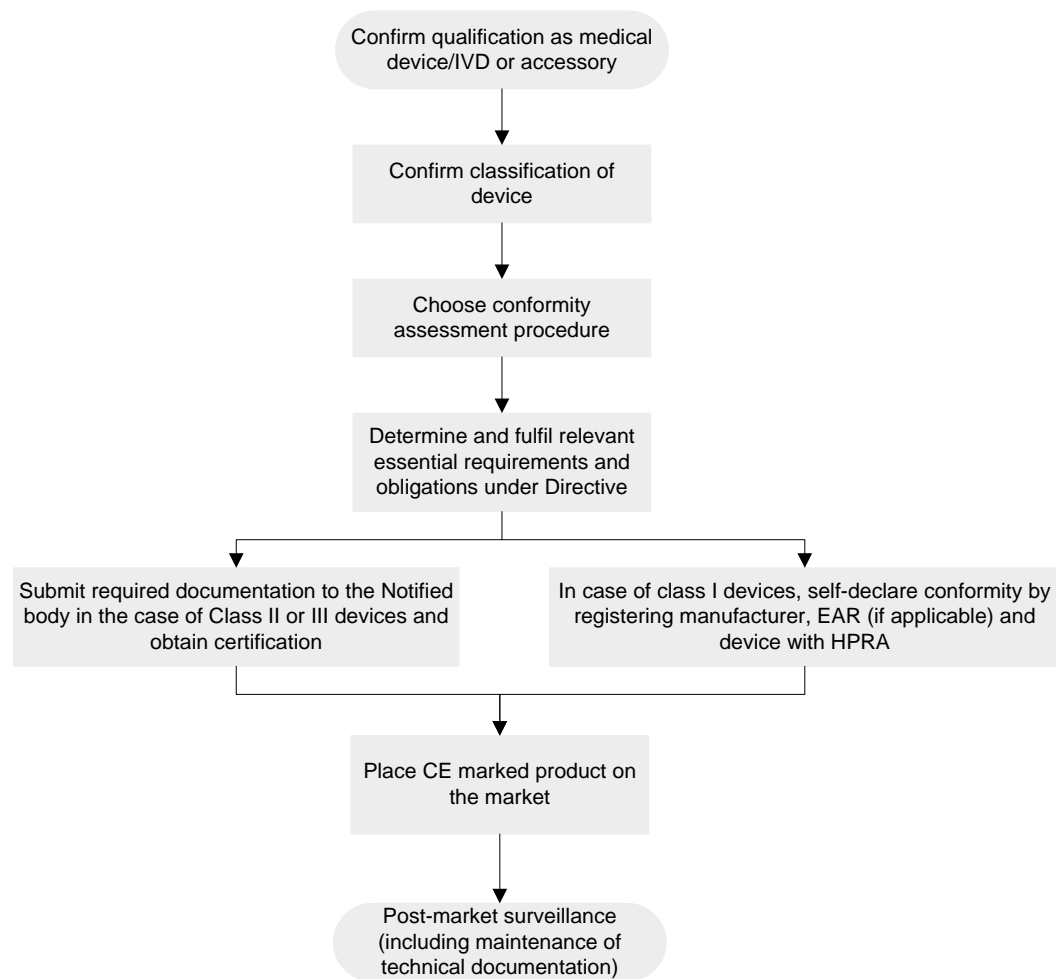 Confirm qualification as medical
device/IVD or accessory
Confirm classification of
device
Choose conformity
assessment procedure
Determine and fulfil relevant
essential requirements and
obligations under Directive
Submit required documentation to the Notified
body in the case of Class II or III devices and
obtain certification
In case of class I devices, self-declare conformity by
registering manufacturer, EAR (if applicable) and
device with HPRA
Place CE marked product on
the market
Post-market surveillance
(including maintenance of
technical documentation)